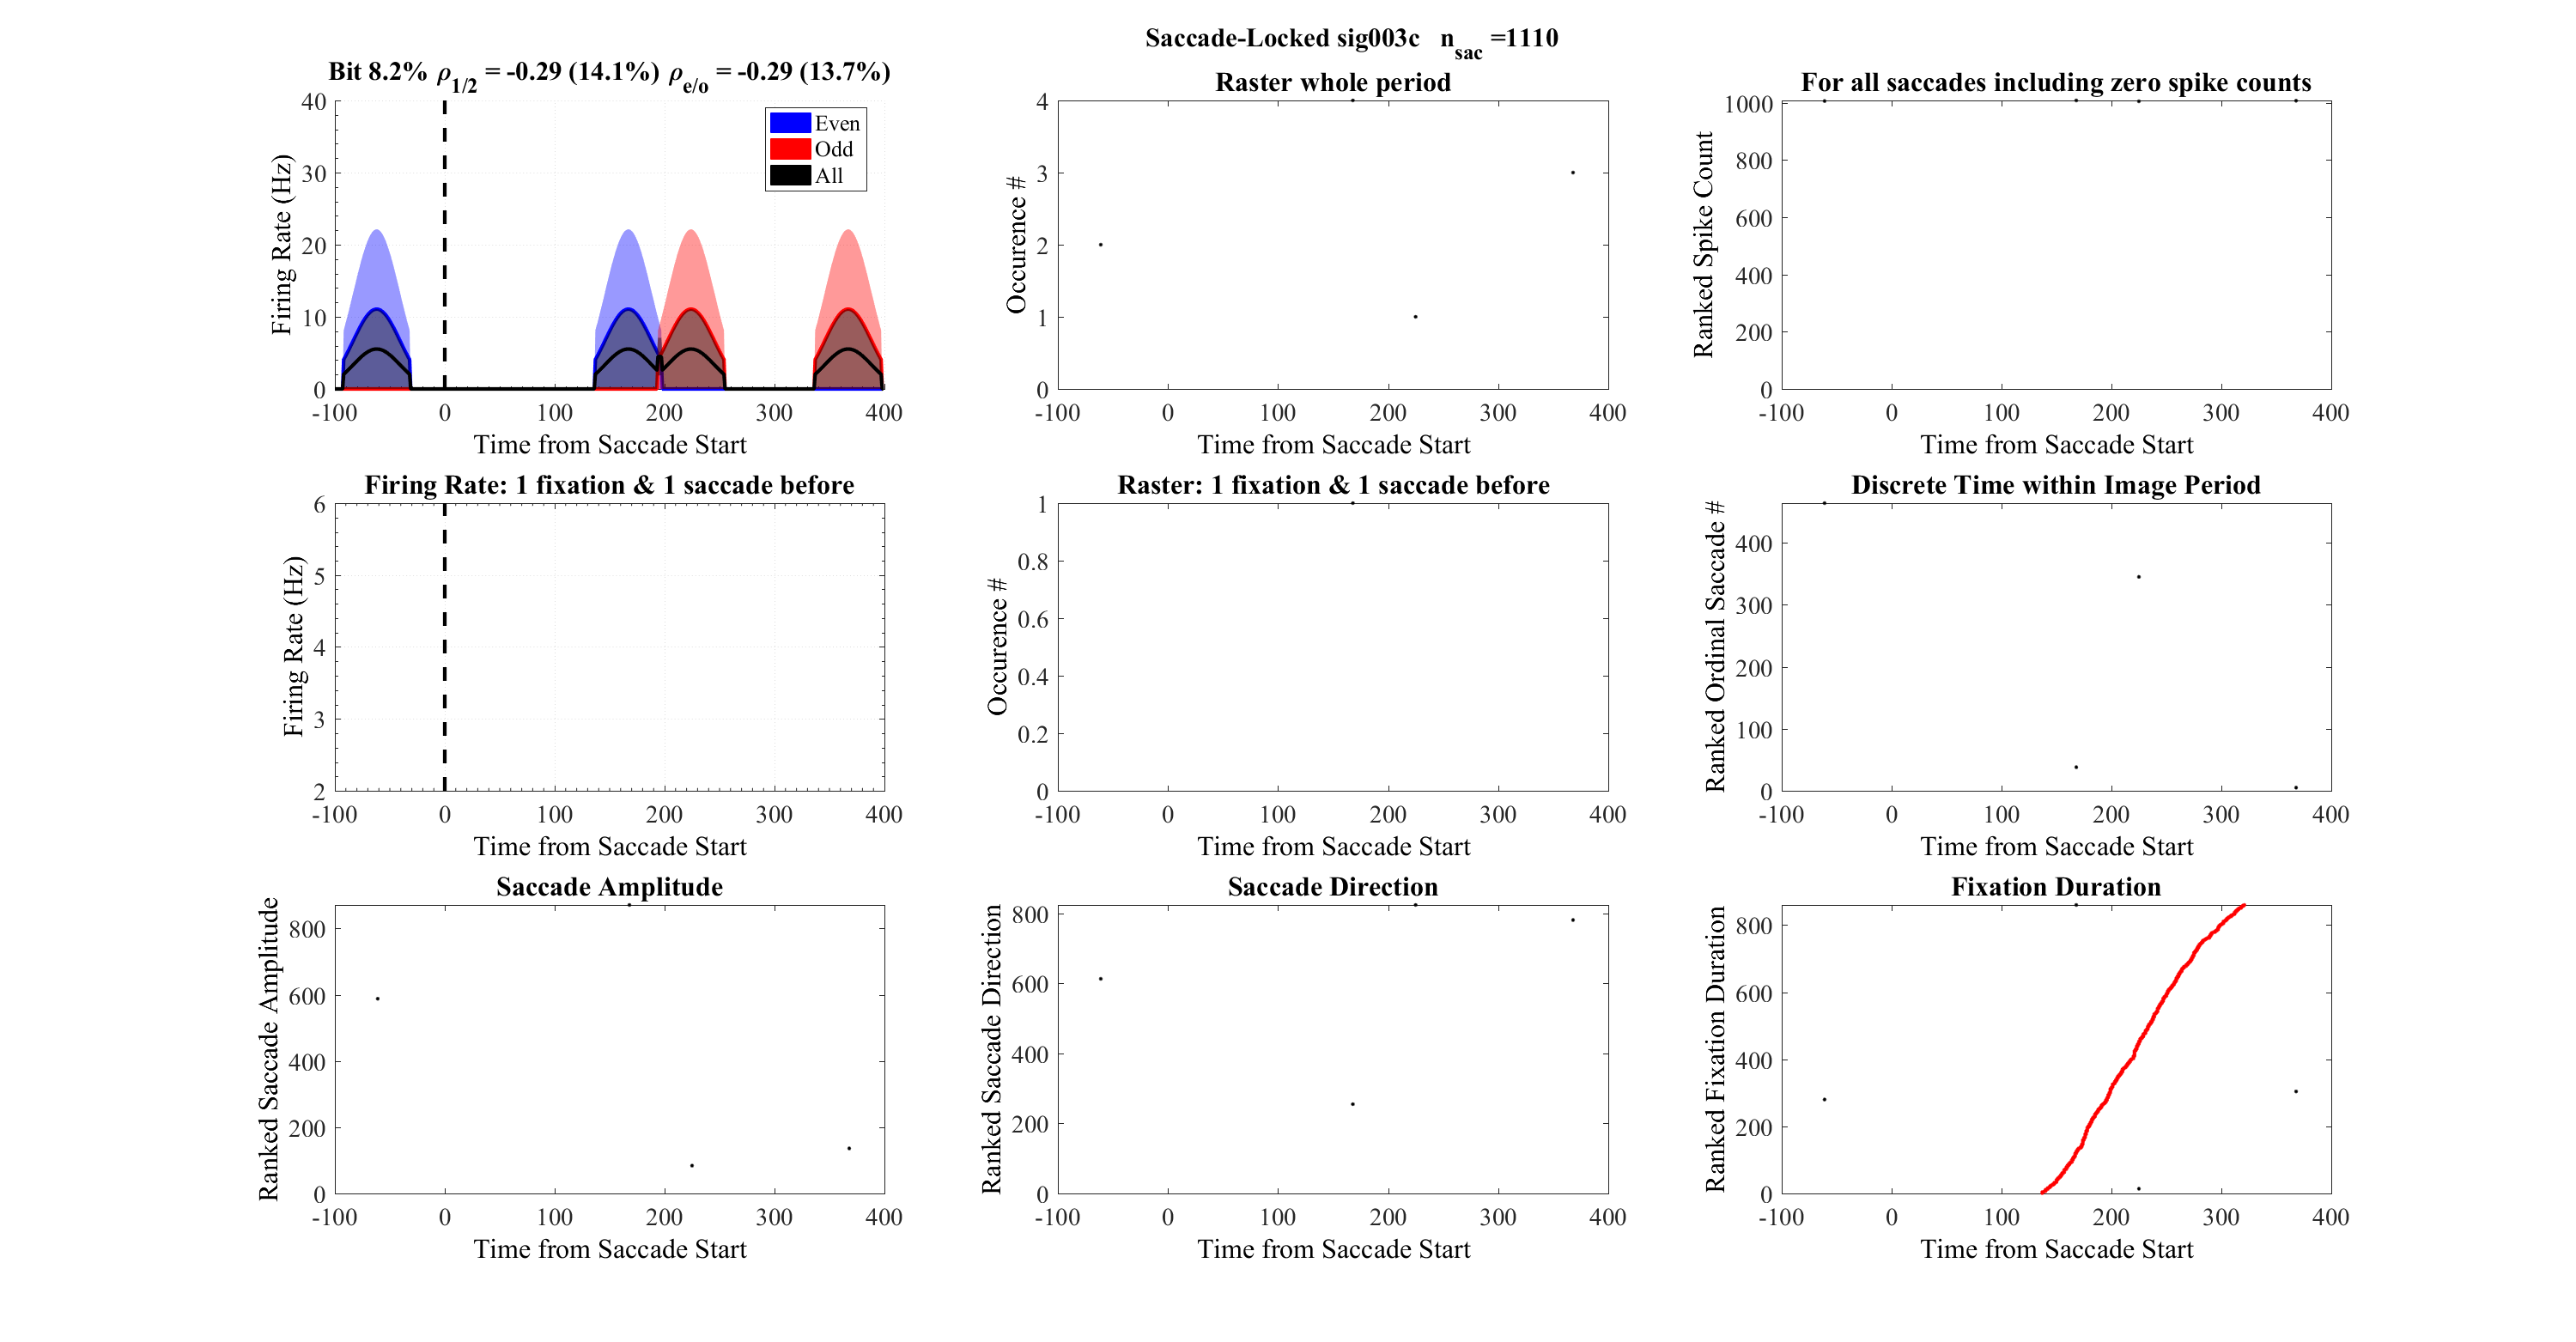 Saccade-Locked sig003c n_sac =1110
Bit 8.2% ρ_1/2 = -0.29 (14.1%) ρ_e/o = -0.29 (13.7%)
Firing Rate (Hz)
40
30
20
10
0
Even
Odd
All
-100 0 100 200 300 400
Time from Saccade Start
Raster whole period
Occurence #
4
3
2
1
0
-100 0 100 200 300 400
Time from Saccade Start
For all saccades including zero spike counts
Ranked Spike Count
1000
800
600
400
200
0
-100 0 100 200 300 400
Time from Saccade Start
Firing Rate: 1 fixation & 1 saccade before
Firing Rate (Hz)
6
5
4
3
2
-100 0 100 200 300 400
Time from Saccade Start
Raster: 1 fixation & 1 saccade before
Occurence #
1
0.8
0.6
0.4
0.2
0
-100 0 100 200 300 400
Time from Saccade Start
Discrete Time within Image Period
Ranked Ordinal Saccade #
400
300
200
100
0
-100 0 100 200 300 400
Time from Saccade Start
Saccade Amplitude
Ranked Saccade Amplitude
800
600
400
200
0
-100 0 100 200 300 400
Time from Saccade Start
Saccade Direction
Ranked Saccade Direction
800
600
400
200
0
-100 0 100 200 300 400
Time from Saccade Start
Fixation Duration
Ranked Fixation Duration
800
600
400
200
0
-100 0 100 200 300 400
Time from Saccade Start